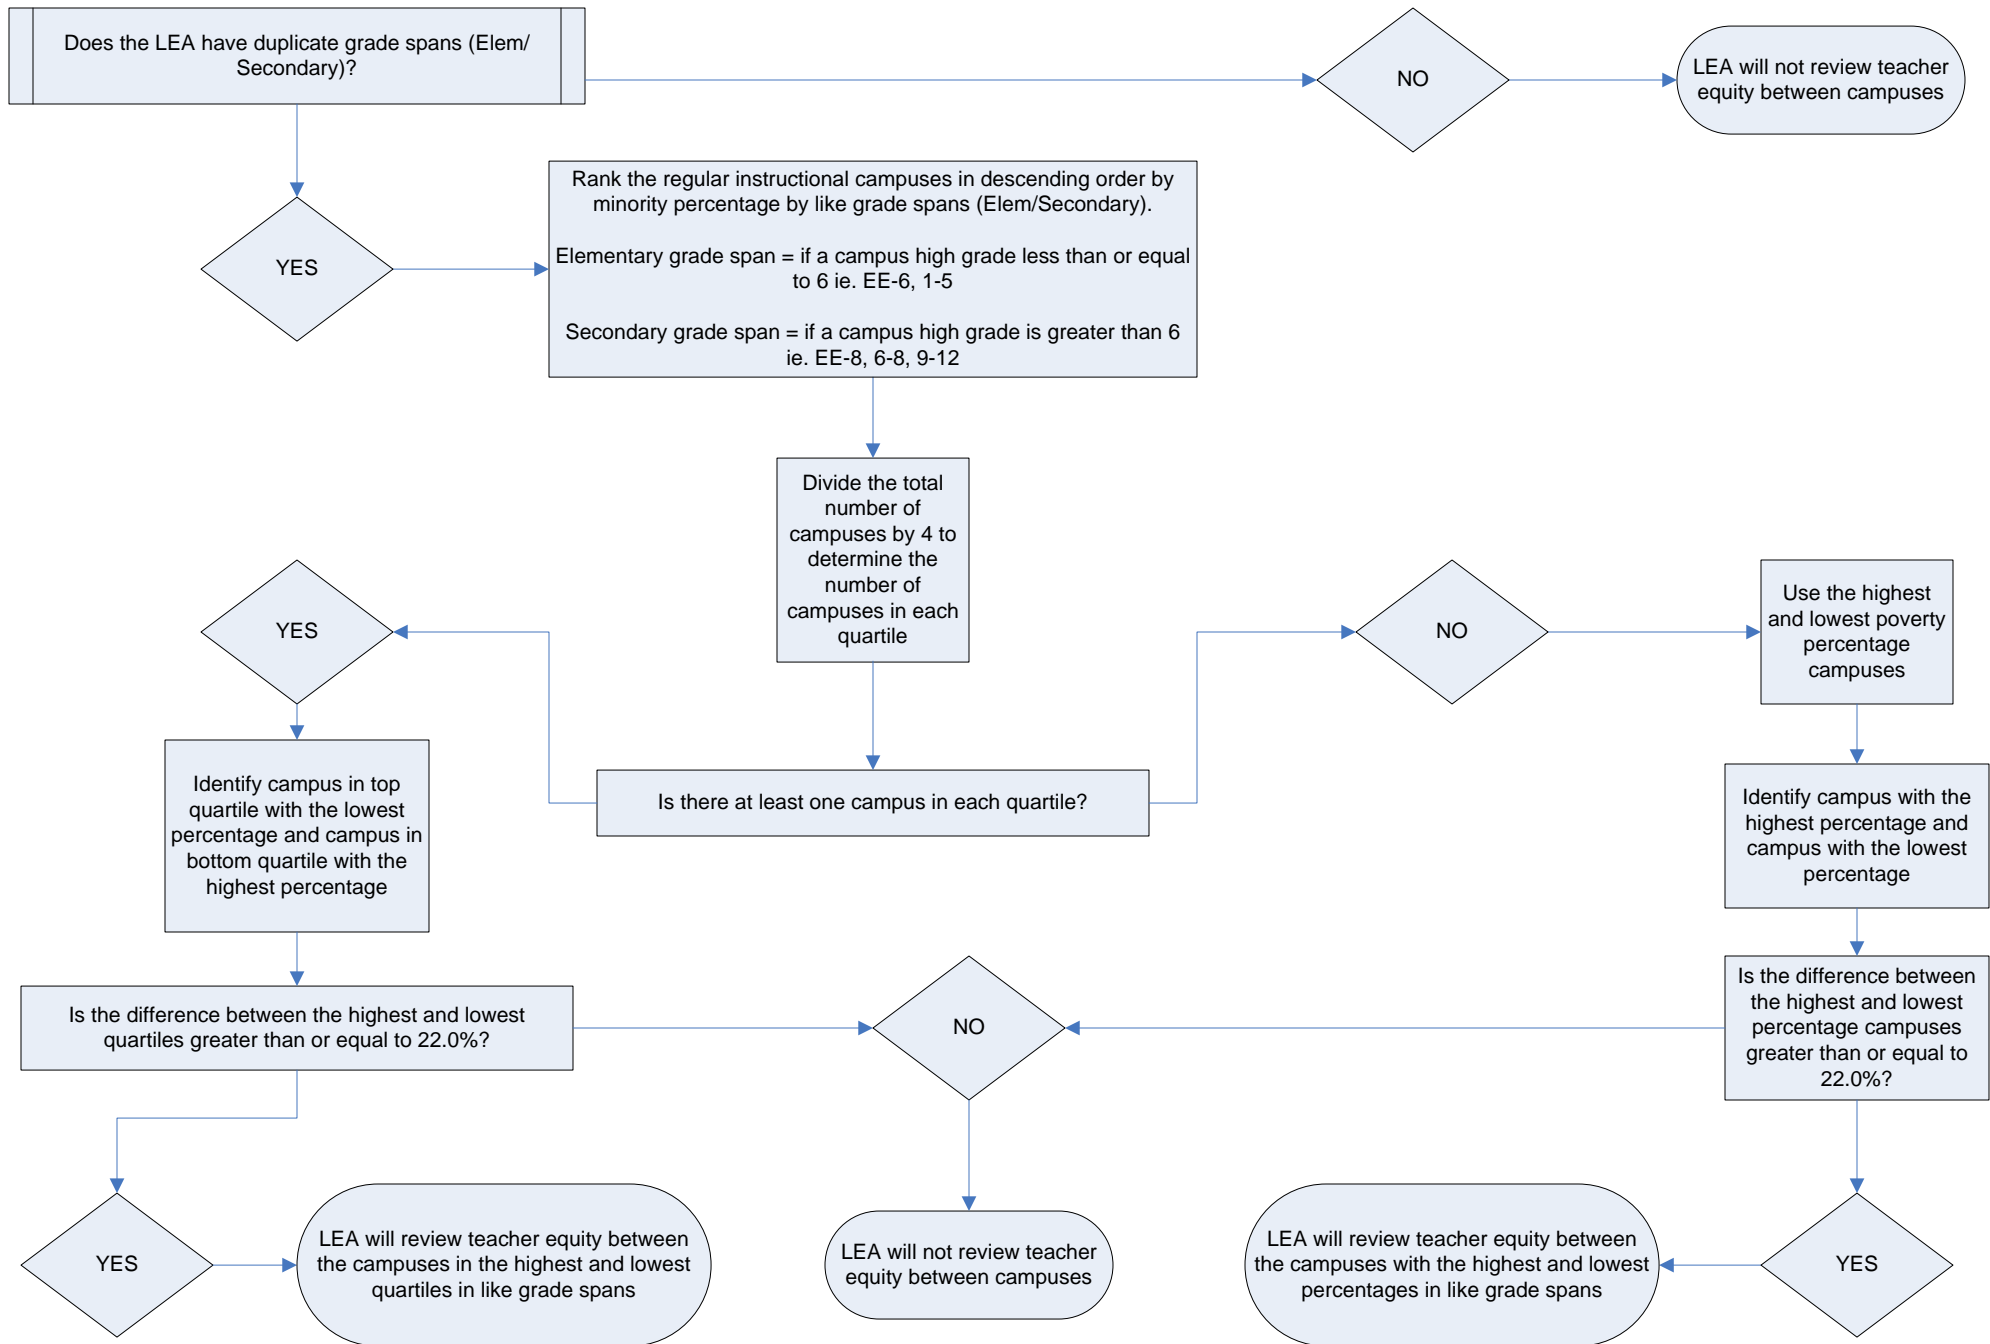 Does the LEA have duplicate grade spans (Elem/
Secondary)?
NO
LEA will not review teacher
equity between campuses
YES
Rank the regular instructional campuses in descending order by
minority percentage by like grade spans (Elem/Secondary).
Elementary grade span = if a campus high grade less than or equal
to 6 ie. EE-6, 1-5
Secondary grade span = if a campus high grade is greater than 6
ie. EE-8, 6-8, 9-12
Divide the total
number of
campuses by 4 to
determine the
number of
campuses in each
quartile
YES
NO
Use the highest
and lowest poverty
percentage
campuses
Identify campus in top
quartile with the lowest
percentage and campus in
bottom quartile with the
highest percentage
Is there at least one campus in each quartile?
Identify campus with the
highest percentage and
campus with the lowest
percentage
Is the difference between the highest and lowest
quartiles greater than or equal to 22.0%?
NO
Is the difference between
the highest and lowest
percentage campuses
greater than or equal to
22.0%?
YES
LEA will review teacher equity between
the campuses in the highest and lowest
quartiles in like grade spans
LEA will not review teacher
equity between campuses
LEA will review teacher equity between
the campuses with the highest and lowest
percentages in like grade spans
YES